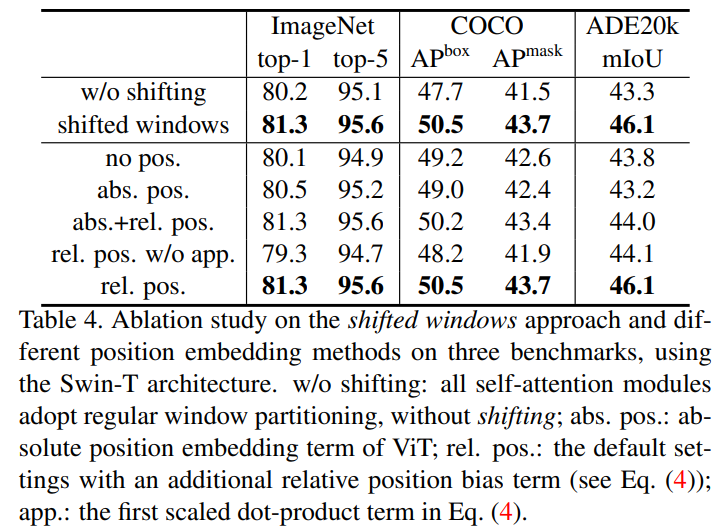 ImageNet COCO ADE20k
top-1 top-5 APbox APmask mIoU
w/o shifting 80.2 95.1 47.7 41.5 43.3
shifted windows 81.3 95.6 50.5 43.7 46.1
no pos. 80.1 94.9 49.2 42.6 43.8
abs. pos. 80.5 95.2 49.0 42.4 43.2
abs.+rel. pos. 81.3 95.6 50.2 43.4 44.0
rel. pos. w/o app. 79.3 94.7 48.2 41.9 44.1
rel. pos. 81.3 95.6 50.5 43.7 46.1
Table 4. Ablation study on the shifted windows approach and dif-
ferent position embedding methods on three benchmarks, using
the Swin-T architecture. w/o shifting: all self-attention modules
adopt regular window partitioning, without shifting; abs. pos.: ab-
solute position embedding term of ViT; rel. pos.: the default set-
tings with an additional relative position bias term (see Eq. (4));
app.: the first scaled dot-product term in Eq. (4).